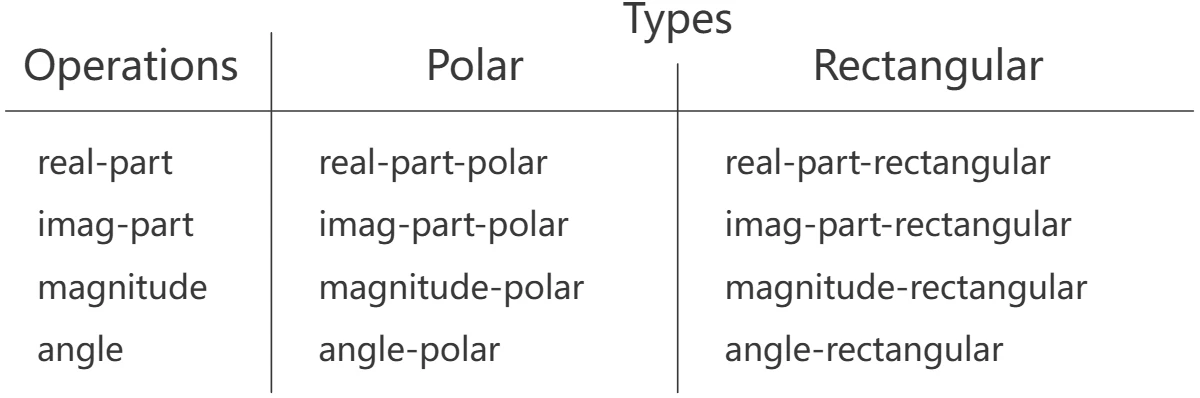 Types
Operations Polar Rectangular
real-part real-part-polar real-part-rectangular
imag-part imag-part-polar imag-part-rectangular
magnitude magnitude-polar magnitude-rectangular
angle angle-polar angle-rectangular